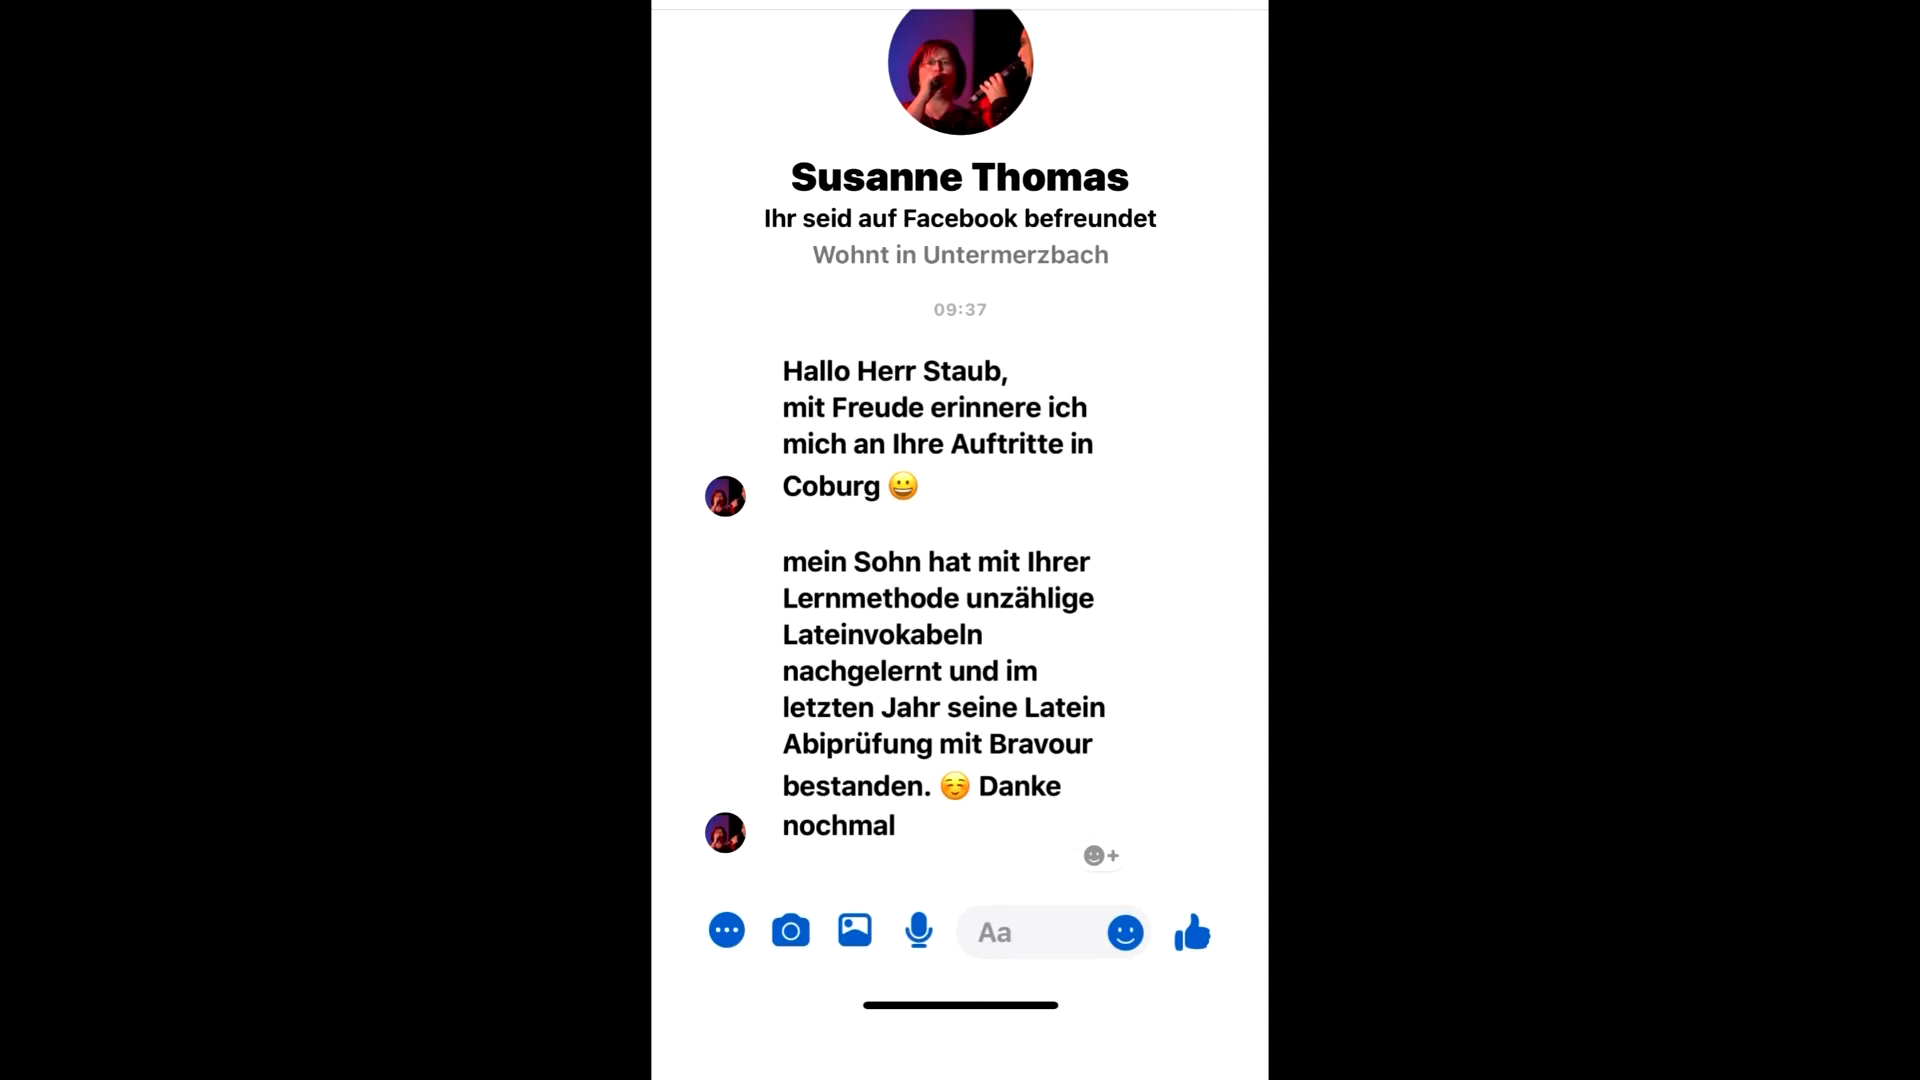 Susanne Thomas
Ihr seid auf Facebook befreundet
Wohnt in Untermerzbach
09:37
Hallo Herr Staub,
mit Freude erinnere ich
mich an Ihre Auftritte in
Coburg 😀
mein Sohn hat mit Ihrer
Lernmethode unzählige
Lateinvokabeln
nachgelernt und im
letzten Jahr seine Latein
Abiprüfung mit Bravour
bestanden. ☺️ Danke
nochmal
Aa